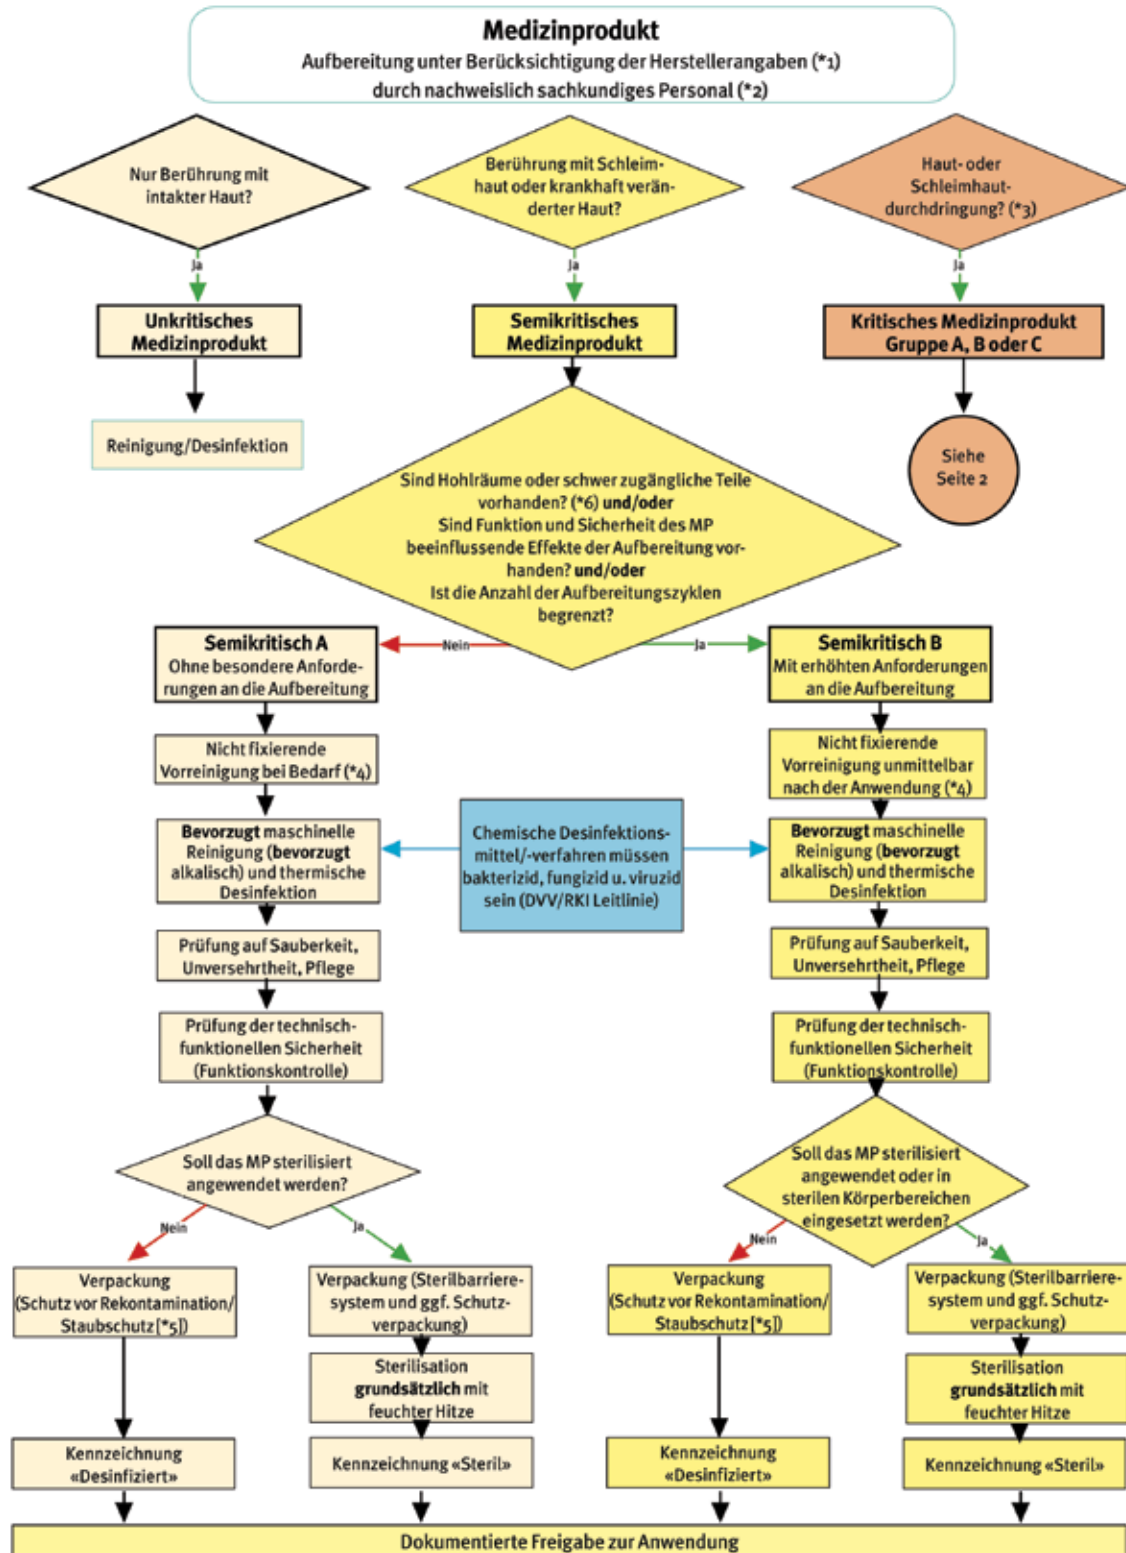 Medizinprodukt
Aufbereitung unter Berücksichtigung der Herstellerangaben (*1)
durch nachweislich sachkundiges Personal (*2)
Nur Berührung mit
intakter Haut?
Berührung mit Schleim-
haut oder krankhaft verän-
derter Haut?
Haut- oder
Schleimhaut-
durchdringung? (*3)
Ja
Ja
Ja
Unkritisches
Medizinprodukt
Semikritisches
Medizinprodukt
Kritisches Medizinprodukt
Gruppe A, B oder C
Reinigung/Desinfektion
Siehe
Seite 2
Sind Hohlräume oder schwer zugängliche Teile
vorhanden? (*6) und/oder
Sind Funktion und Sicherheit des MP
beeinflussende Effekte der Aufbereitung vor-
handen? und/oder
Ist die Anzahl der Aufbereitungszyklen
begrenzt?
Nein
Ja
Semikritisch A
Ohne besondere Anforde-
rungen an die Aufbereitung
Semikritisch B
Mit erhöhten Anforderungen
an die Aufbereitung
Nicht fixierende
Vorreinigung bei Bedarf (*4)
Nicht fixierende
Vorreinigung unmittelbar
nach der Anwendung (*4)
Bevorzugt maschinelle
Reinigung (bevorzugt
alkalisch) und thermische
Desinfektion
Chemische Desinfektions-
mittel/-verfahren müssen
bakterizid, fungizid u. viruzid
sein (DVV/RKI Leitlinie)
Bevorzugt maschinelle
Reinigung (bevorzugt
alkalisch) und thermische
Desinfektion
Prüfung auf Sauberkeit,
Unversehrtheit, Pflege
Prüfung auf Sauberkeit,
Unversehrtheit, Pflege
Prüfung der technisch-
funktionellen Sicherheit
(Funktionskontrolle)
Prüfung der technisch-
funktionellen Sicherheit
(Funktionskontrolle)
Soll das MP sterilisiert
angewendet werden?
Soll das MP sterilisiert
angewendet oder in
sterilen Körperbereichen
eingesetzt werden?
Nein
Ja
Nein
Ja
Verpackung
(Schutz vor Rekontamination/
Staubschutz[*5])
Verpackung (Sterilbarriere-
system und ggf. Schutz-
verpackung)
Verpackung
(Schutz vor Rekontamination/
Staubschutz[*5])
Verpackung (Sterilbarriere-
system und ggf. Schutz-
verpackung)
Sterilisation
grundsätzlich mit
feuchter Hitze
Sterilisation
grundsätzlich mit
feuchter Hitze
Kennzeichnung
«Desinfiziert»
Kennzeichnung «Steril»
Kennzeichnung
«Desinfiziert»
Kennzeichnung «Steril»
Dokumentierte Freigabe zur Anwendung